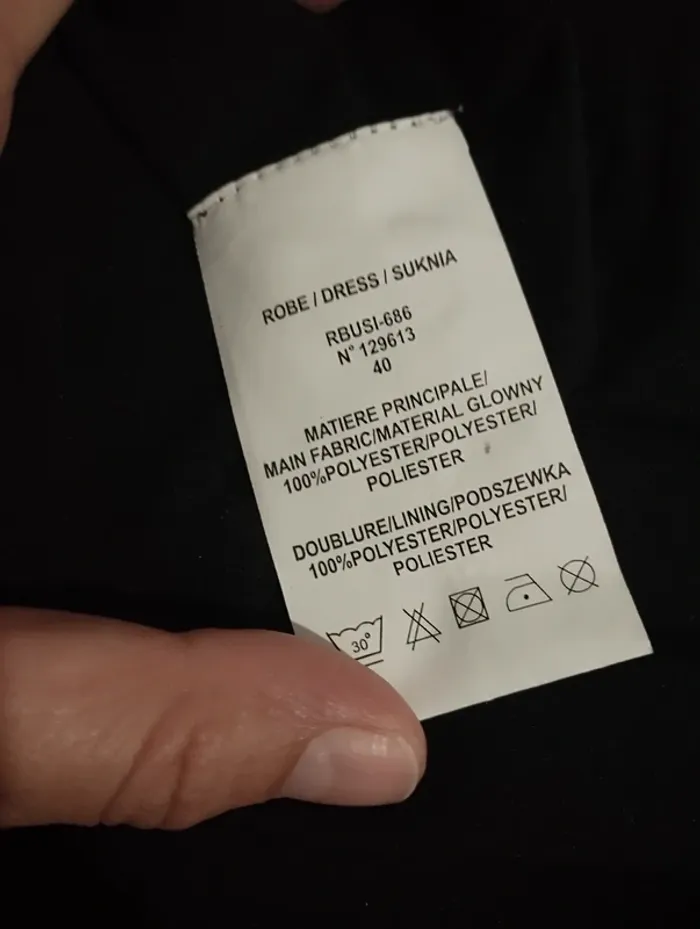 ROBE / DRESS / SUKNIA
RBUSI-686
N° 129613
40
MATIERE PRINCIPALE/
MAIN FABRIC/MATERIAL GLOWNY
100%POLYESTER/POLYESTER/
POLIESTER
DOUBLURE/LINING/PODSZEWKA
100%POLYESTER/POLYESTER/
POLIESTER
30°